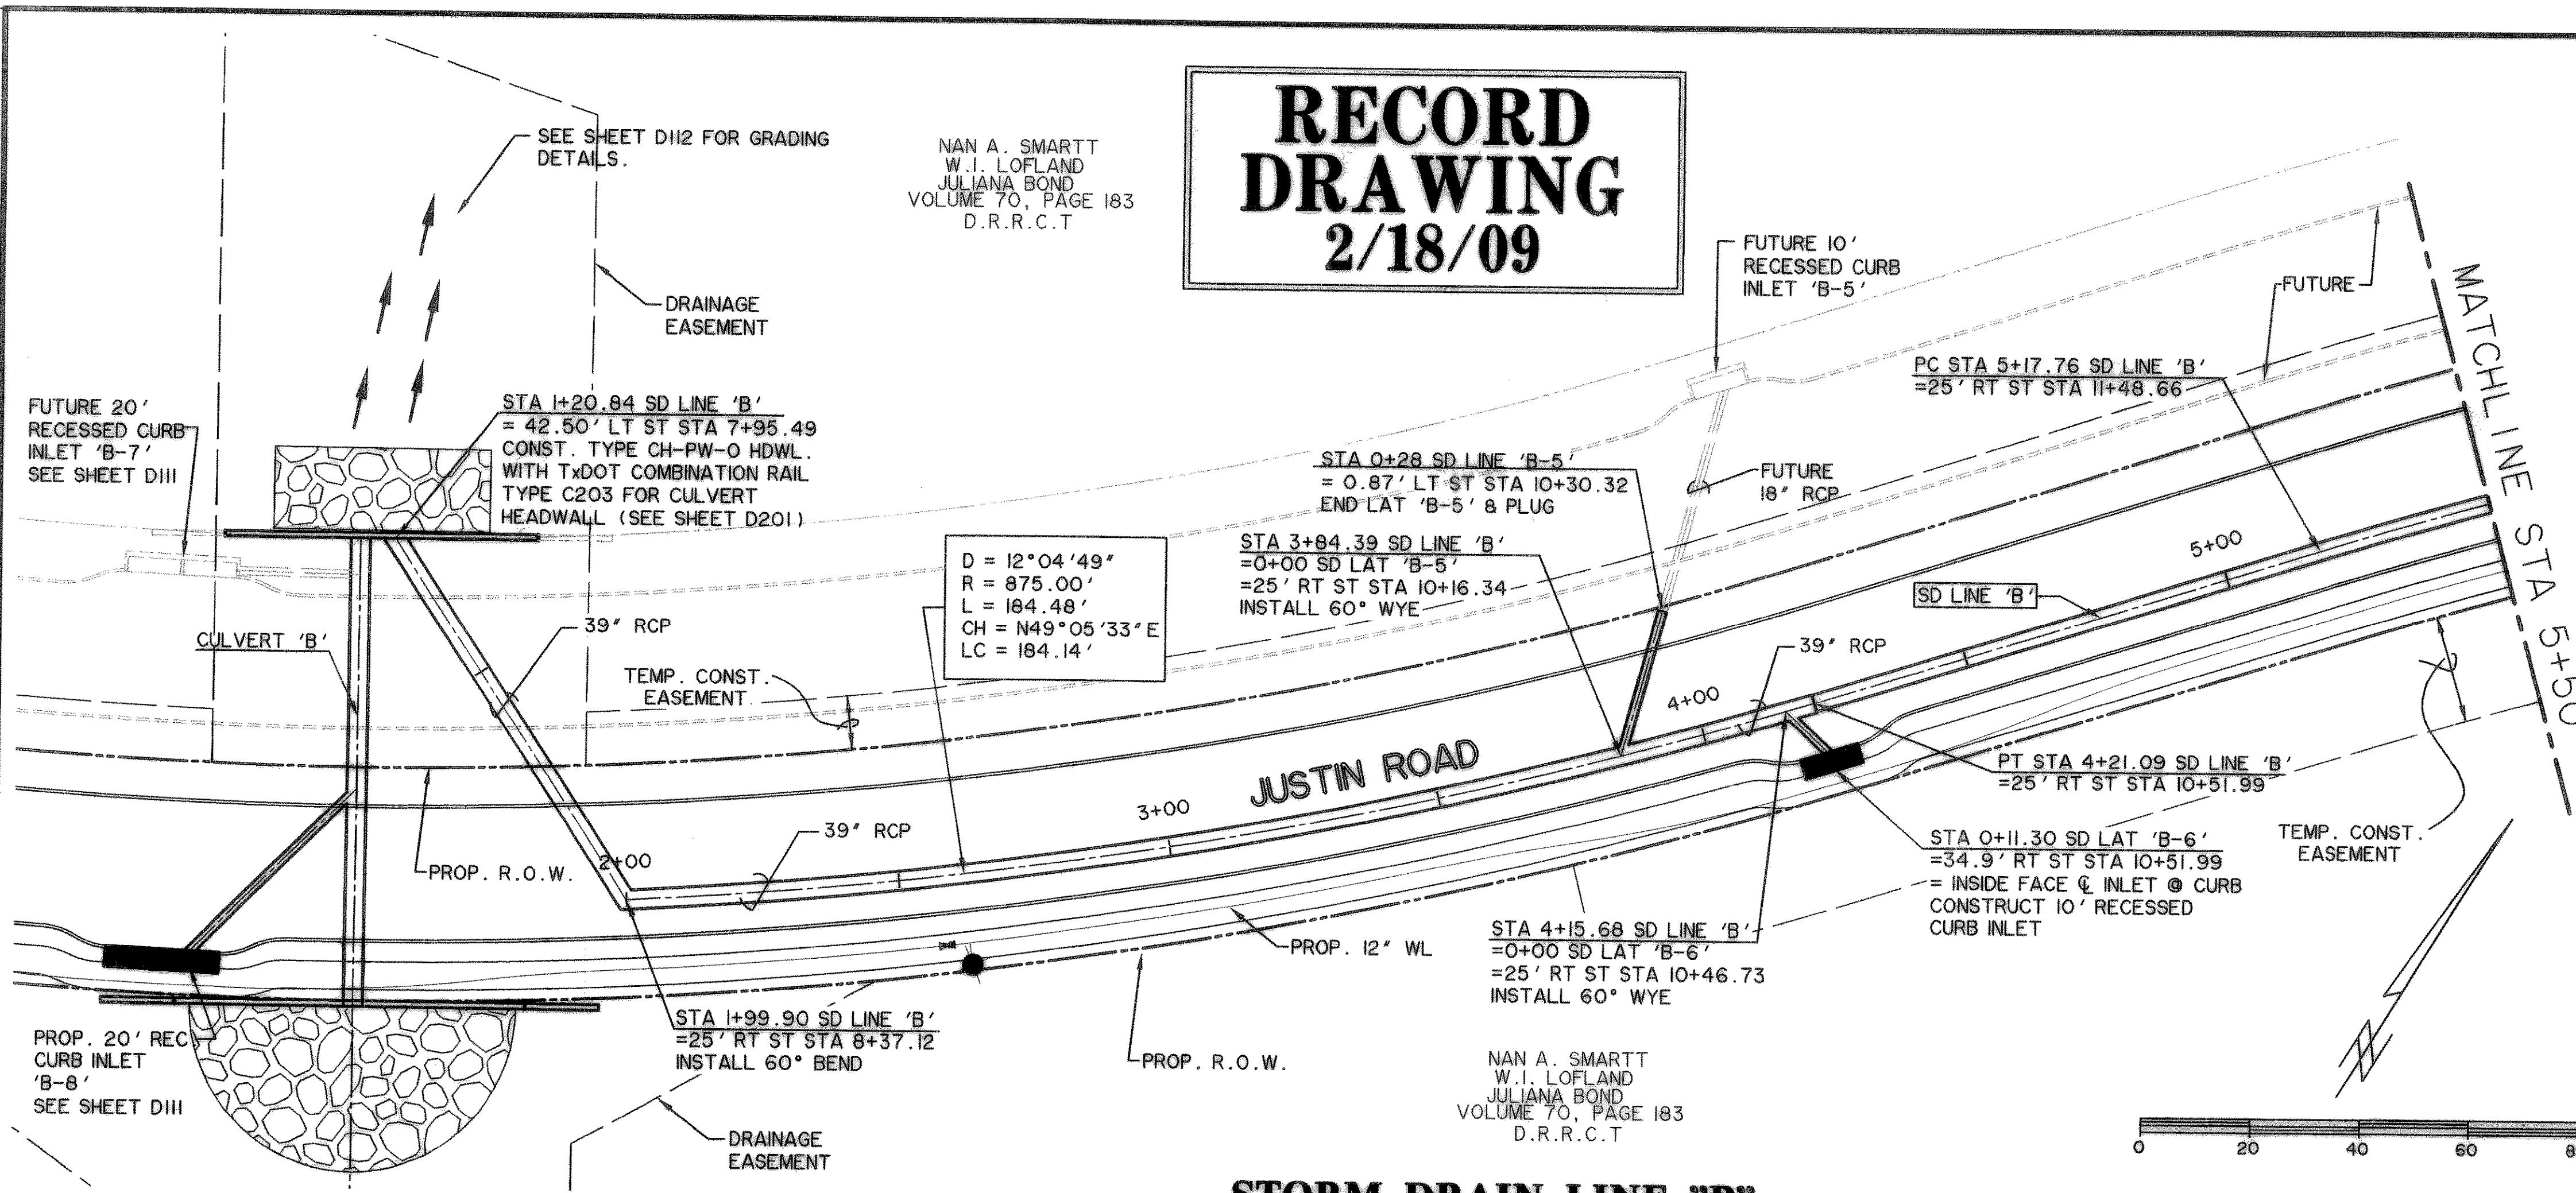 RECORD
DRAWING
2/18/09
SEE SHEET D112 FOR GRADING
DETAILS.
NAN A. SMARTT
W.I. LOFLAND
JULIANA BOND
VOLUME 70, PAGE 183
D.R.R.C.T
DRAINAGE
EASEMENT
FUTURE 10'
RECESSED CURB
INLET 'B-5'
FUTURE
MATCHLINE STA 5+50
PC STA 5+17.76 SD LINE 'B'
=25' RT ST STA 11+48.66
FUTURE 20'
RECESSED CURB
INLET 'B-7'
SEE SHEET D111
STA 1+20.84 SD LINE 'B'
= 42.50' LT ST STA 7+95.49
CONST. TYPE CH-PW-O HDWL.
WITH TxDOT COMBINATION RAIL
TYPE C203 FOR CULVERT
HEADWALL (SEE SHEET D201)
STA 0+28 SD LINE 'B-5'
= 0.87' LT ST STA 10+30.32
END LAT 'B-5' & PLUG
FUTURE
18" RCP
STA 3+84.39 SD LINE 'B'
=0+00 SD LAT 'B-5'
=25' RT ST STA 10+16.34
INSTALL 60° WYE
D = 12°04'49"
R = 875.00'
L = 184.48'
CH = N49°05'33"E
LC = 184.14'
5+00
SD LINE 'B'
39" RCP
CULVERT 'B'
39" RCP
TEMP. CONST.
EASEMENT
4+00
JUSTIN ROAD
3+00
PT STA 4+21.09 SD LINE 'B'
=25' RT ST STA 10+51.99
39" RCP
2+00
PROP. R.O.W.
STA 0+11.30 SD LAT 'B-6'
=34.9' RT ST STA 10+51.99
= INSIDE FACE ℄ INLET @ CURB
CONSTRUCT 10' RECESSED
CURB INLET
TEMP. CONST.
EASEMENT
PROP. 12" WL
STA 4+15.68 SD LINE 'B'
=0+00 SD LAT 'B-6'
=25' RT ST STA 10+46.73
INSTALL 60° WYE
STA 1+99.90 SD LINE 'B'
=25' RT ST STA 8+37.12
INSTALL 60° BEND
PROP. 20' REC
CURB INLET
'B-8'
SEE SHEET D111
PROP. R.O.W.
NAN A. SMARTT
W.I. LOFLAND
JULIANA BOND
VOLUME 70, PAGE 183
D.R.R.C.T
DRAINAGE
EASEMENT
0 20 40 60 8
STORM DRAIN LINE "B"